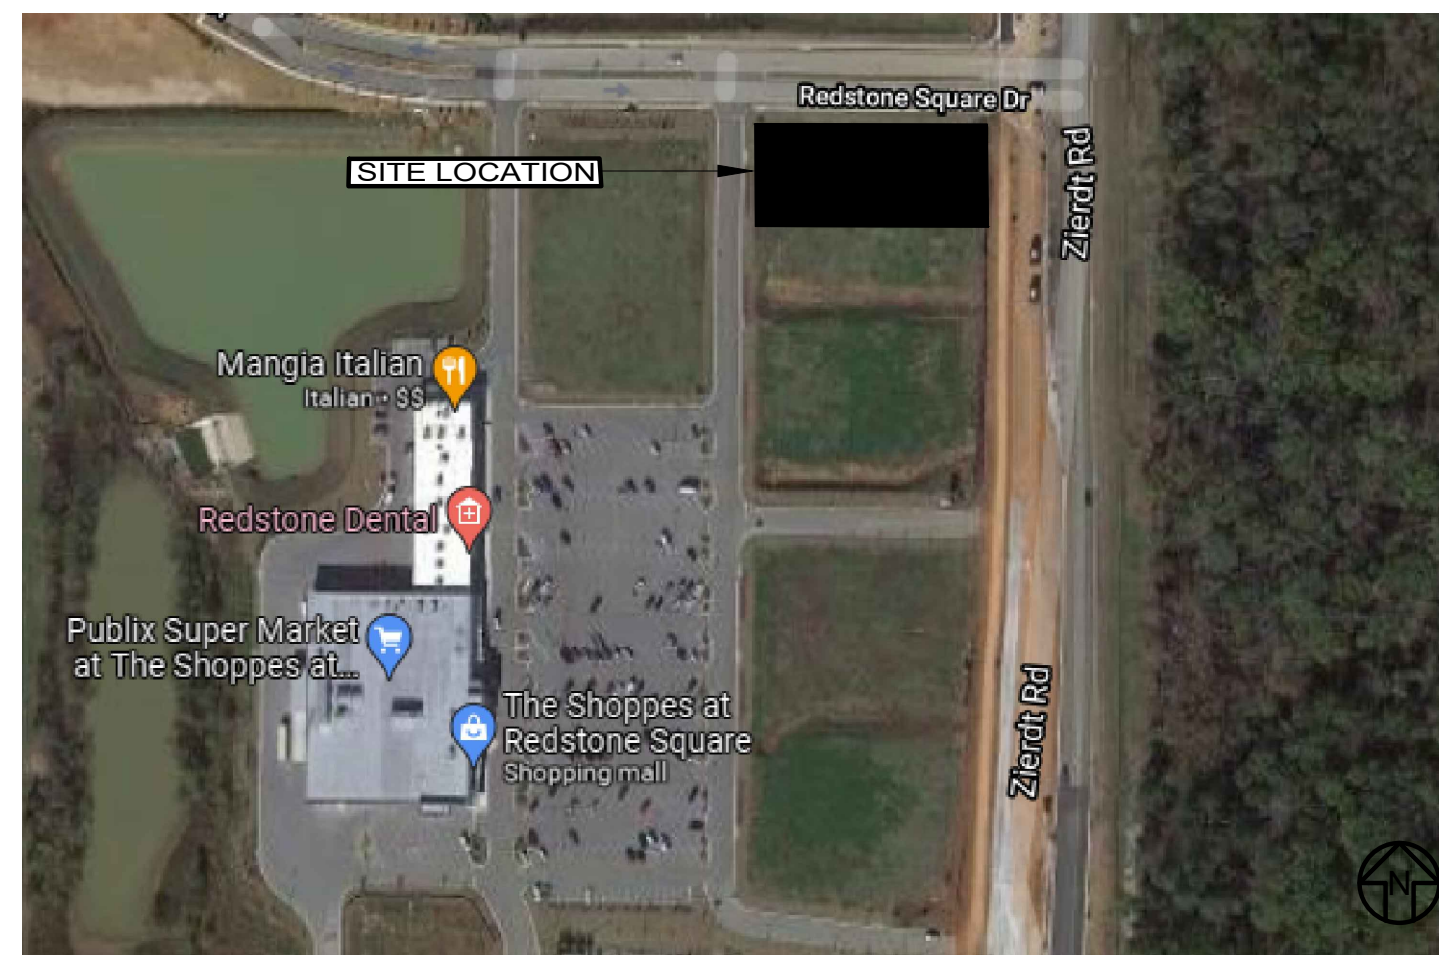 Redstone Square Dr
SITE LOCATION
Zierdt Rd
Mangia Italian
Italian • $$
Redstone Dental
Publix Super Market
at The Shoppes at...
The Shoppes at
Redstone Square
Shopping mall
Zierdt Rd
N